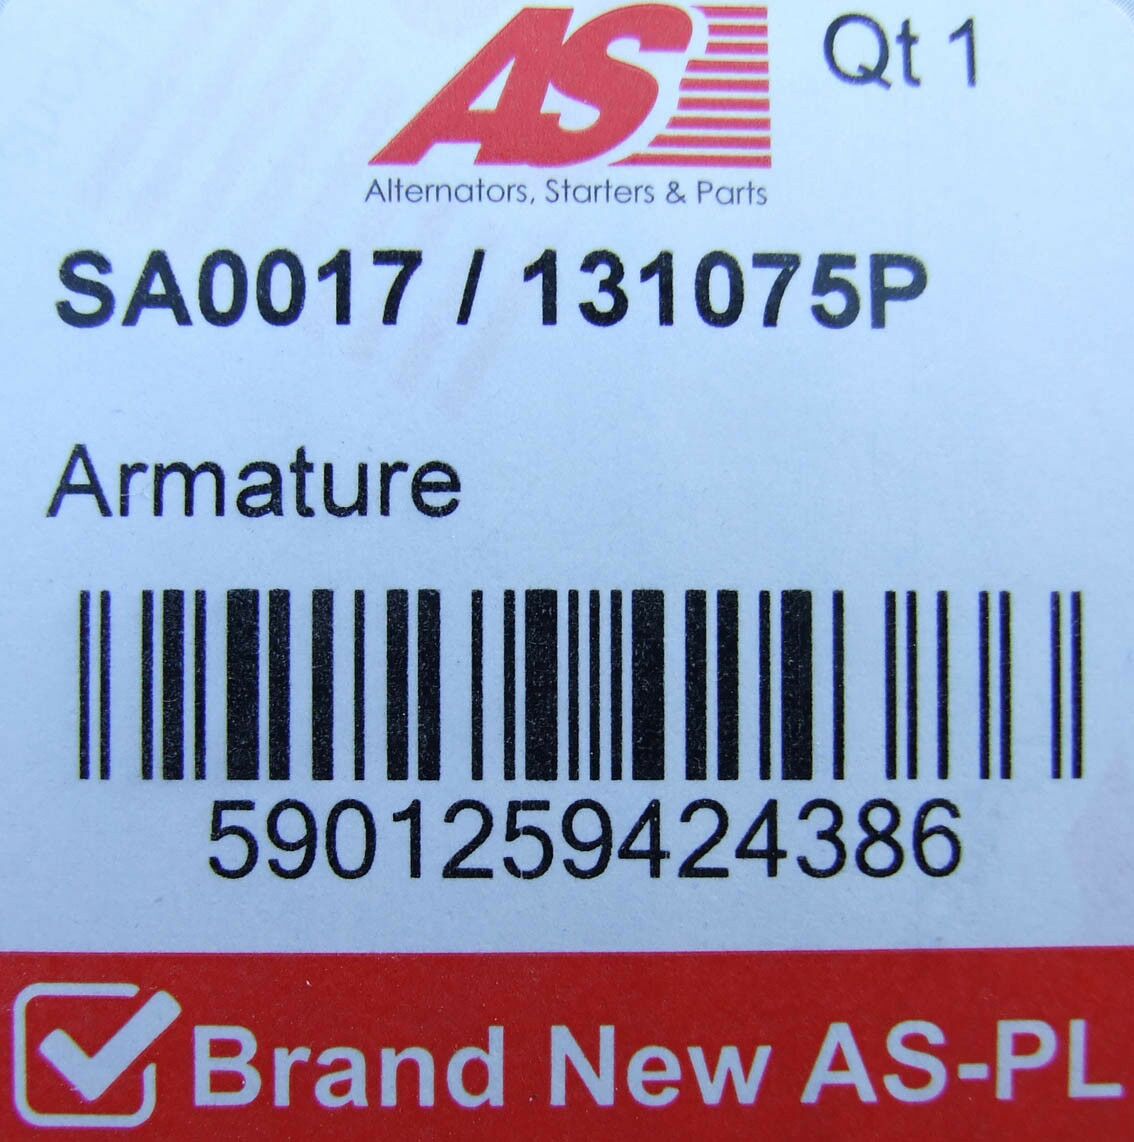 AS
Qt 1
Alternators, Starters & Parts
SA0017 / 131075P
Armature
5901259424386
Brand New AS-PL